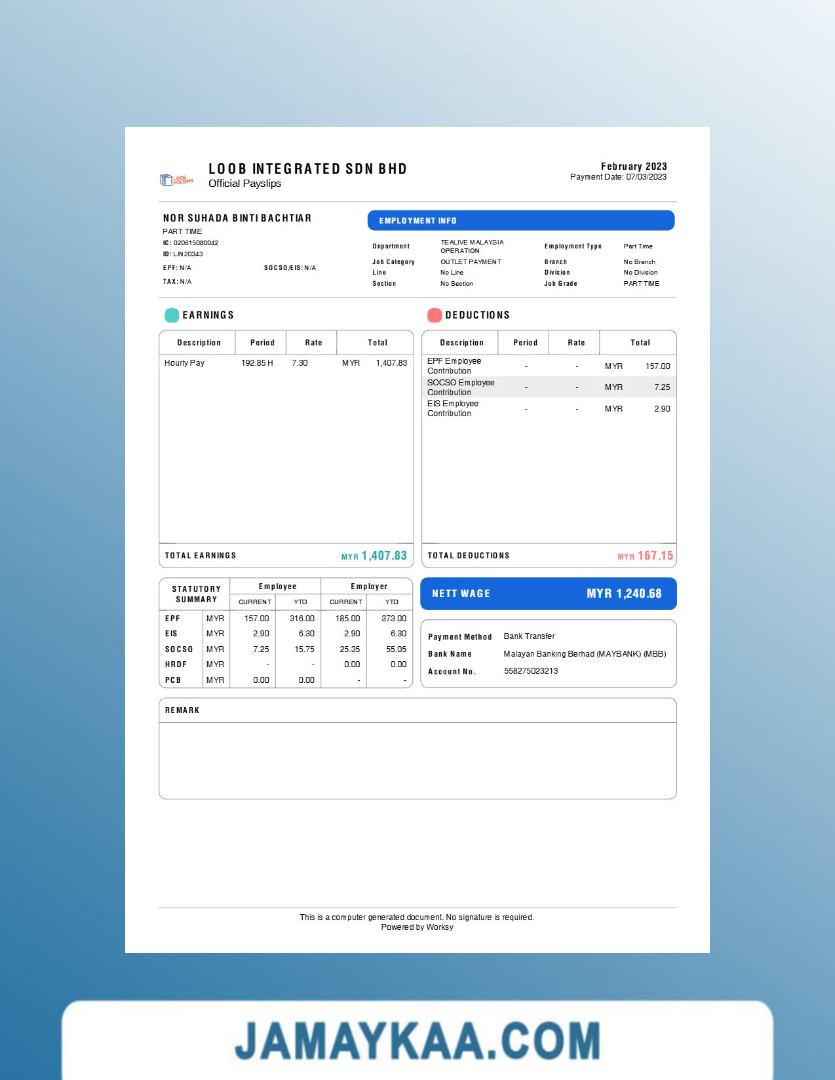 LOOB HOLDING
LOOB INTEGRATED SDN BHD
Official Payslips
February 2023
Payment Date: 07/03/2023
NOR SUHADA BINTI BACHTIAR
PART TIME
IC: 020615080042
ID: LIN20343
EPF: N/A SOCSO/EIS: N/A
TAX: N/A
EMPLOYMENT INFO
Department TEALIVE MALAYSIA OPERATION Employment Type Part Time
Job Category OUTLET PAYMENT Branch No Branch
Line No Line Division No Division
Section No Section Job Grade PART TIME
EARNINGS
Description Period Rate Total
Hourly Pay 192.85 H 7.30 MYR 1,407.83
TOTAL EARNINGS MYR 1,407.83
DEDUCTIONS
Description Period Rate Total
EPF Employee Contribution - - MYR 157.00
SOCSO Employee Contribution - - MYR 7.25
EIS Employee Contribution - - MYR 2.90
TOTAL DEDUCTIONS MYR 167.15
STATUTORY SUMMARY Employee Employer
CURRENT YTD CURRENT YTD
EPF MYR 157.00 316.00 185.00 373.00
EIS MYR 2.90 6.30 2.90 6.30
SOCSO MYR 7.25 15.75 25.35 55.05
HRDF MYR - - 0.00 0.00
PCB MYR 0.00 0.00 - -
NETT WAGE MYR 1,240.68
Payment Method Bank Transfer
Bank Name Malayan Banking Berhad (MAYBANK) (MBB)
Account No. 558275023213
REMARK
This is a computer generated document. No signature is required.
Powered by Worksy
JAMAYKAA.COM